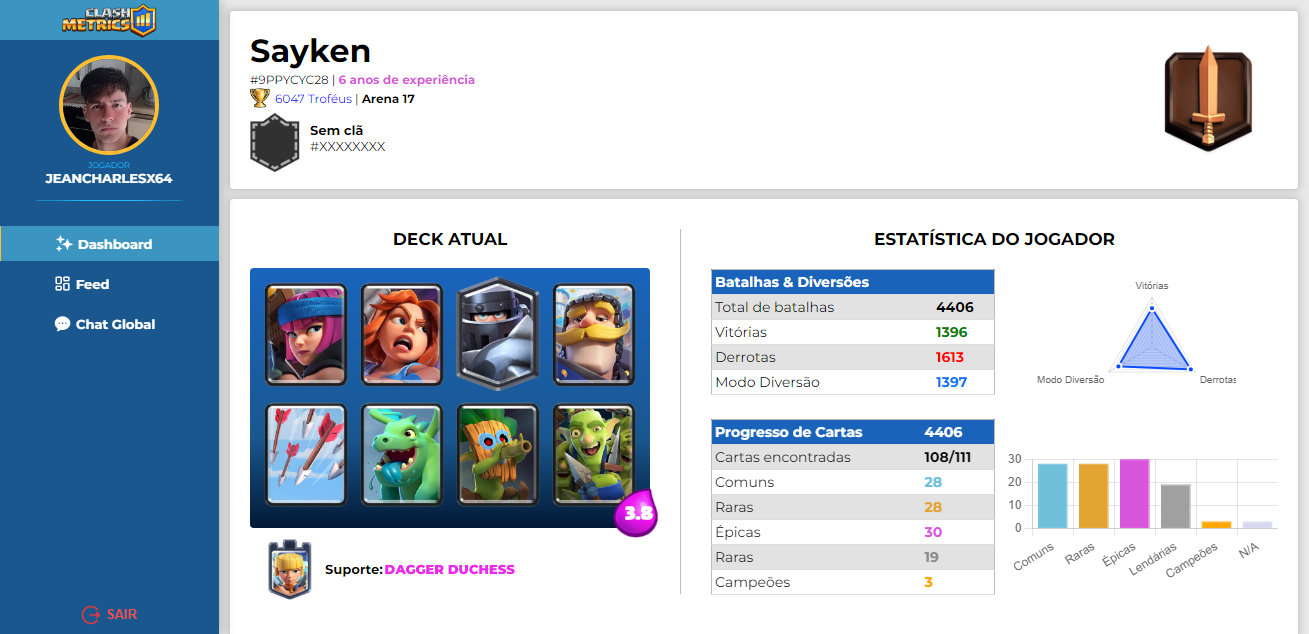 CLASH
METRICS
JOGADOR
JEANCHARLESX64
Dashboard
Feed
Chat Global
SAIR
Sayken
#9PPYCYC28 | 6 anos de experiência
6047 Troféus | Arena 17
Sem clã
#XXXXXXXX
DECK ATUAL
3.8
Suporte: DAGGER DUCHESS
ESTATÍSTICA DO JOGADOR
Batalhas & Diversões
Total de batalhas 4406
Vitórias 1396
Derrotas 1613
Modo Diversão 1397
Vitórias
Modo Diversão
Derrotas
Progresso de Cartas 4406
Cartas encontradas 108/111
Comuns 28
Raras 28
Épicas 30
Raras 19
Campeões 3
30
20
10
0
Comuns
Raras
Épicas
Lendárias
Campeões
N/A